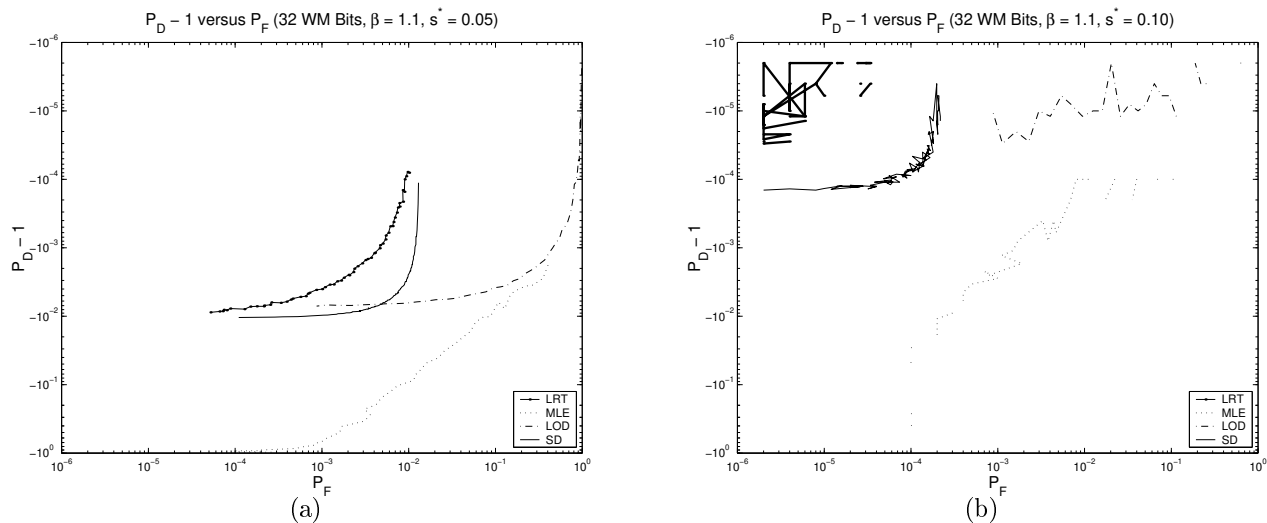 P_D − 1 versus P_F (32 WM Bits, β = 1.1, s* = 0.05)
−10^−6
−10^−5
−10^−4
−10^−3
−10^−2
−10^−1
−10^0
P_D − 1
10^−6 10^−5 10^−4 10^−3 10^−2 10^−1 10^0
P_F
LRT
MLE
LOD
SD
(a)
P_D − 1 versus P_F (32 WM Bits, β = 1.1, s* = 0.10)
−10^−6
−10^−5
−10^−4
−10^−3
−10^−2
−10^−1
−10^0
P_D − 1
10^−6 10^−5 10^−4 10^−3 10^−2 10^−1 10^0
P_F
LRT
MLE
LOD
SD
(b)